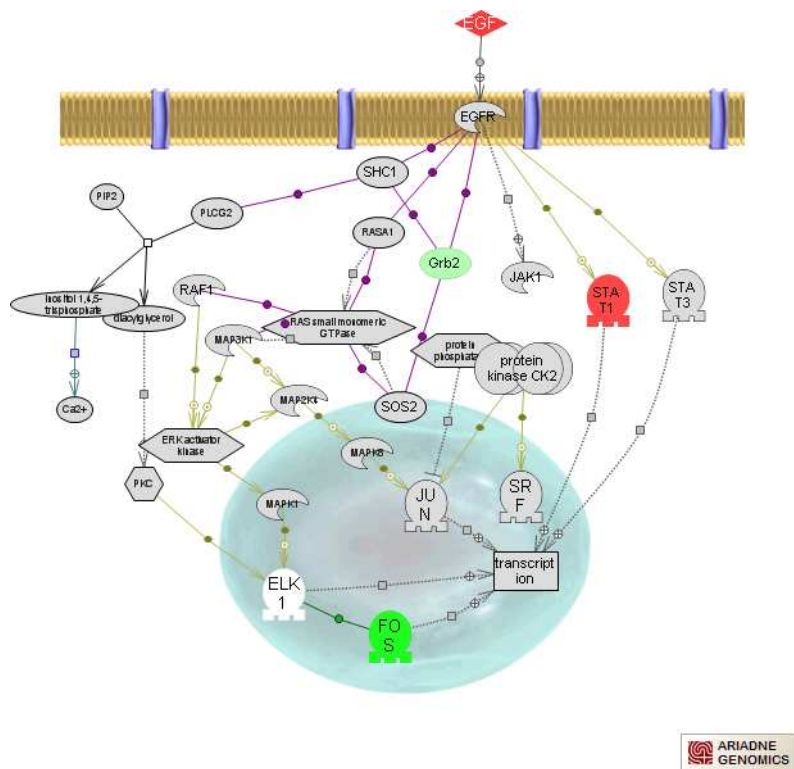 EGF
EGFR
SHC1
PIP2
PLCG2
RASA1
Grb2
JAK1
STA
T1
STA
T3
RAF1
Inositol 1,4,5-
trisphosphate
diacylglycerol
RAS small monomeric
GTPase
MAP3K1
protein
phosphatas
protein
kinase CK2
Ca2+
MAP2K4
SOS2
ERK activator
kinase
MAPK8
PKC
MAPK1
JU
N
SR
F
transcript
ion
ELK
1
FO
S
ARIADNE
GENOMICS